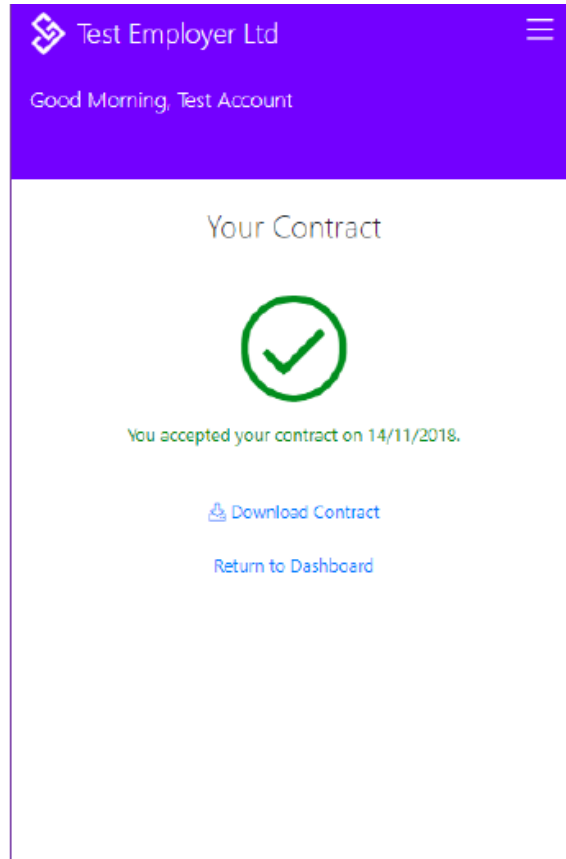 Test Employer Ltd
Good Morning, Test Account
Your Contract
You accepted your contract on 14/11/2018.
Download Contract
Return to Dashboard